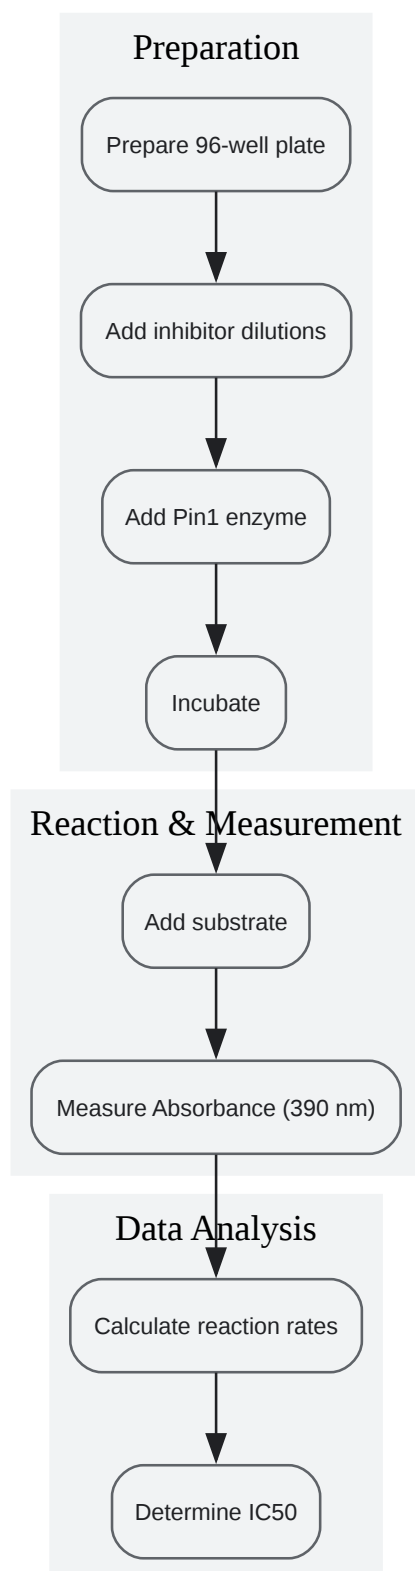 Preparation
Prepare 96-well plate
Add inhibitor dilutions
Add Pin1 enzyme
Incubate
Reaction & Measurement
Add substrate
Measure Absorbance (390 nm)
Data Analysis
Calculate reaction rates
Determine IC50